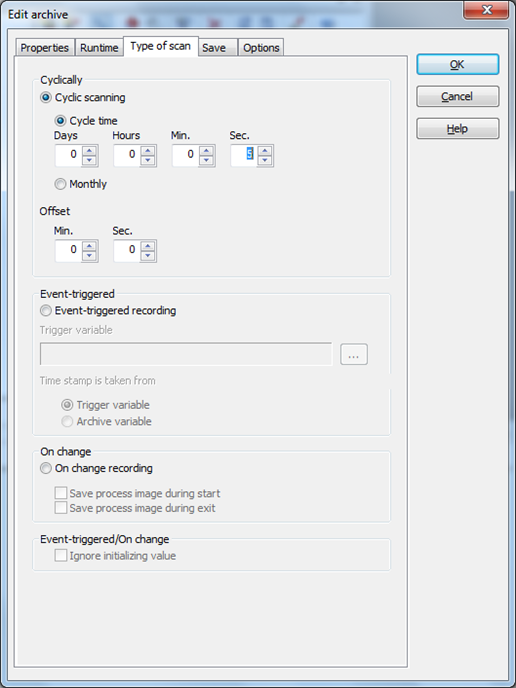 Edit archive
Properties Runtime Type of scan Save Options
OK
Cancel
Help
Cyclically
Cyclic scanning
Cycle time
Days Hours Min. Sec.
0 0 0 5
Monthly
Offset
Min. Sec.
0 0
Event-triggered
Event-triggered recording
Trigger variable
...
Time stamp is taken from
Trigger variable
Archive variable
On change
On change recording
Save process image during start
Save process image during exit
Event-triggered/On change
Ignore initializing value